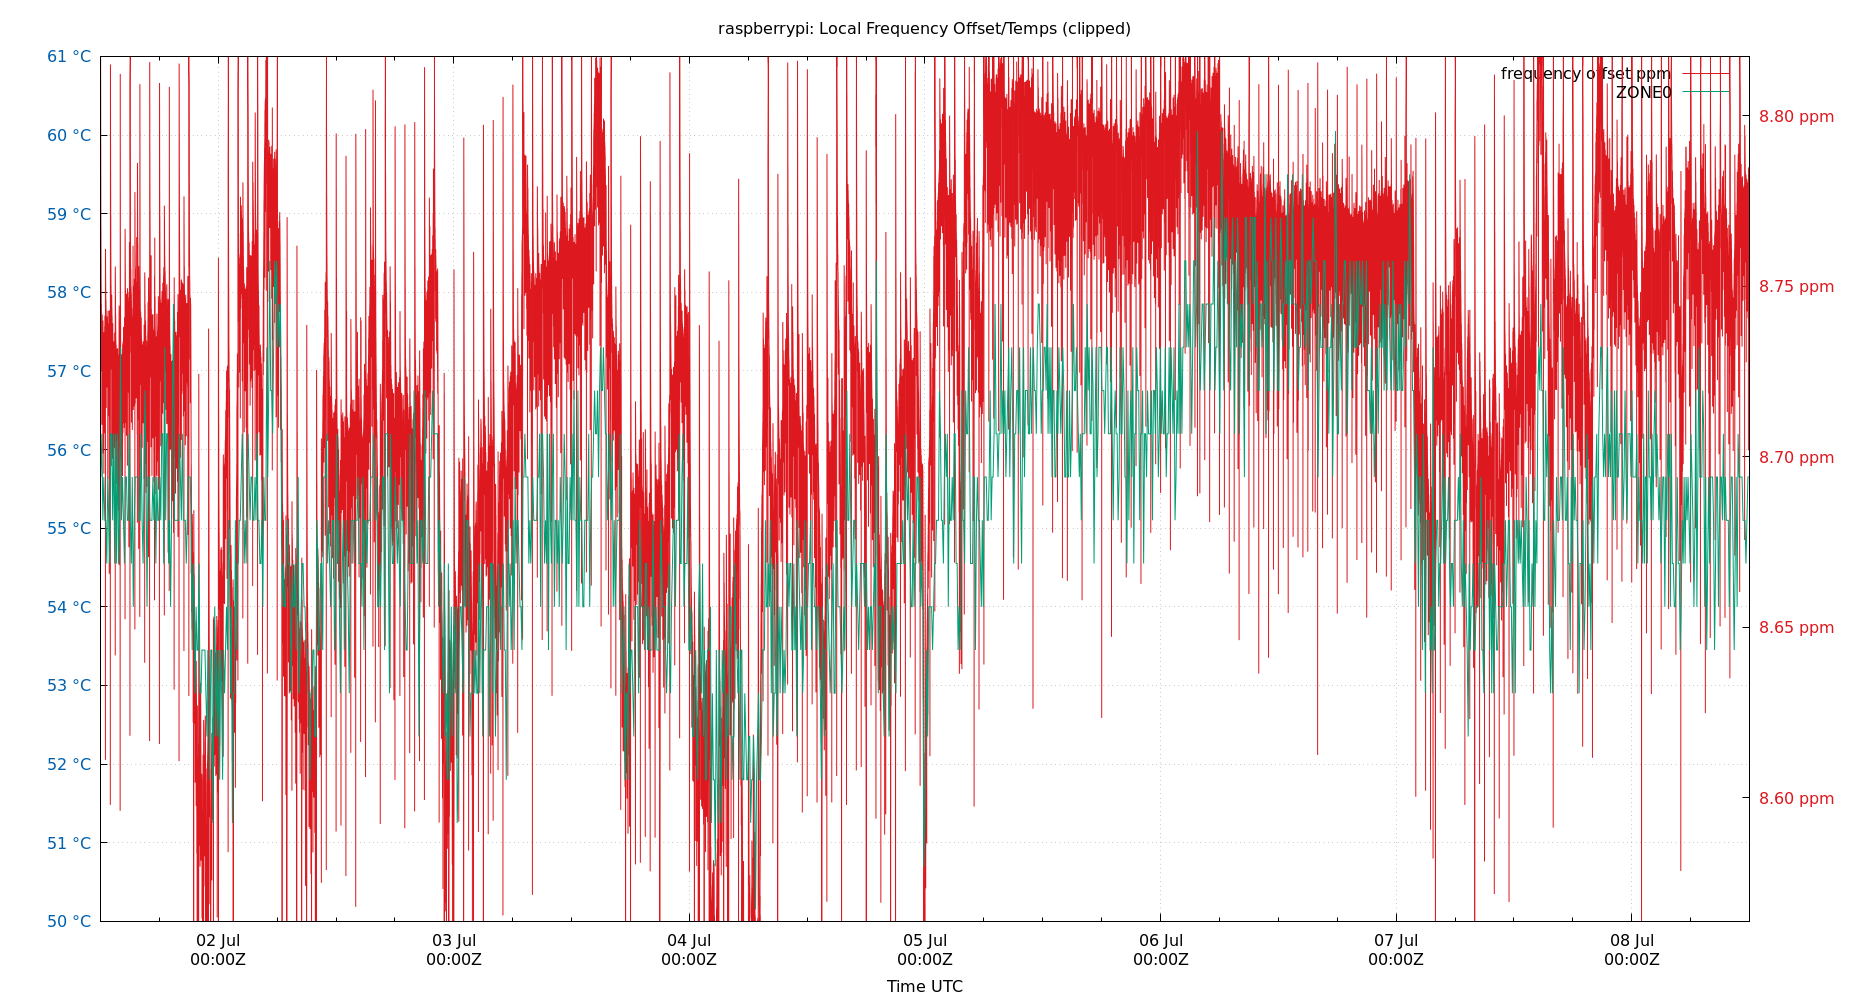 raspberrypi: Local Frequency Offset/Temps (clipped)
frequency offset ppm
ZONE0
61 °C
60 °C
59 °C
58 °C
57 °C
56 °C
55 °C
54 °C
53 °C
52 °C
51 °C
50 °C
8.80 ppm
8.75 ppm
8.70 ppm
8.65 ppm
8.60 ppm
02 Jul 03 Jul 04 Jul 05 Jul 06 Jul 07 Jul 08 Jul
00:00Z 00:00Z 00:00Z 00:00Z 00:00Z 00:00Z 00:00Z
Time UTC